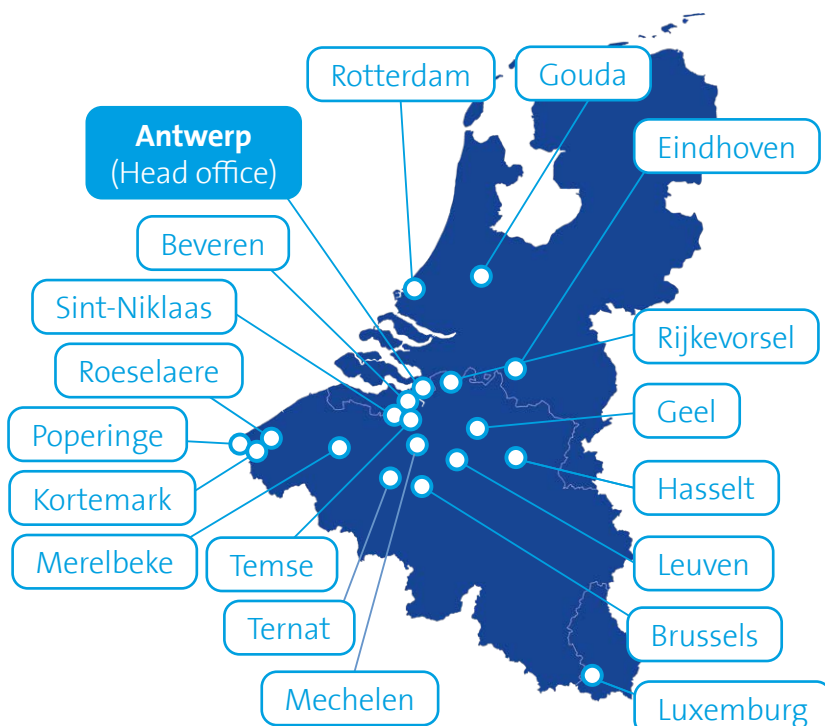 Rotterdam
Gouda
Antwerp
(Head office)
Eindhoven
Beveren
Sint-Niklaas
Rijkevorsel
Roeselaere
Geel
Poperinge
Kortemark
Hasselt
Merelbeke
Temse
Leuven
Ternat
Brussels
Mechelen
Luxemburg